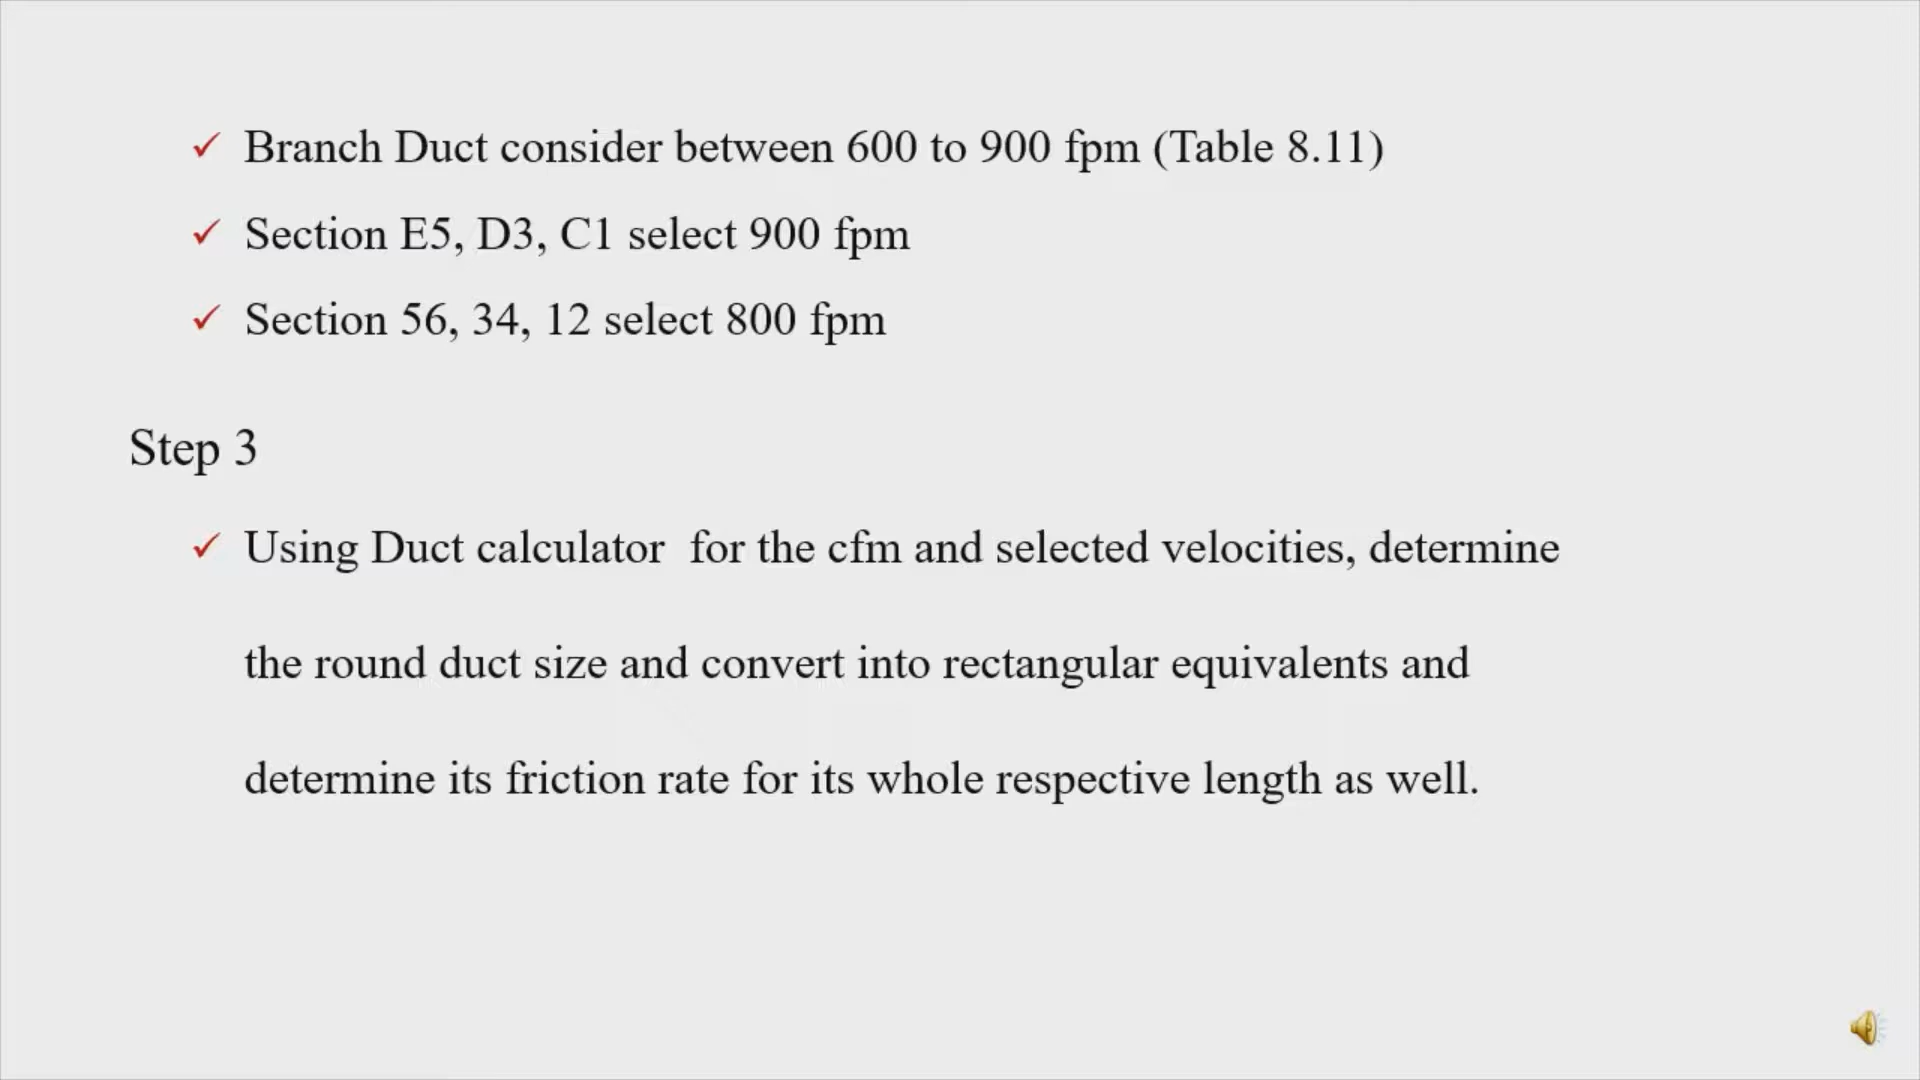 ✓ Branch Duct consider between 600 to 900 fpm (Table 8.11)
✓ Section E5, D3, C1 select 900 fpm
✓ Section 56, 34, 12 select 800 fpm
Step 3
✓ Using Duct calculator  for the cfm and selected velocities, determine
the round duct size and convert into rectangular equivalents and
determine its friction rate for its whole respective length as well.